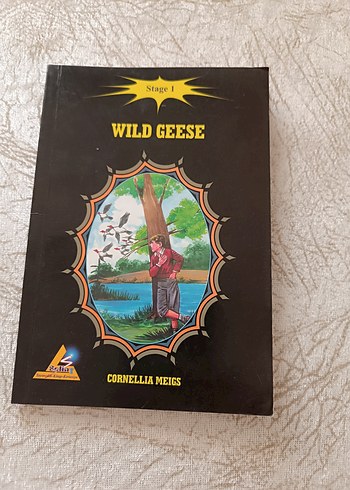 Stage 1
WILD GEESE
CORNELLIA MEIGS